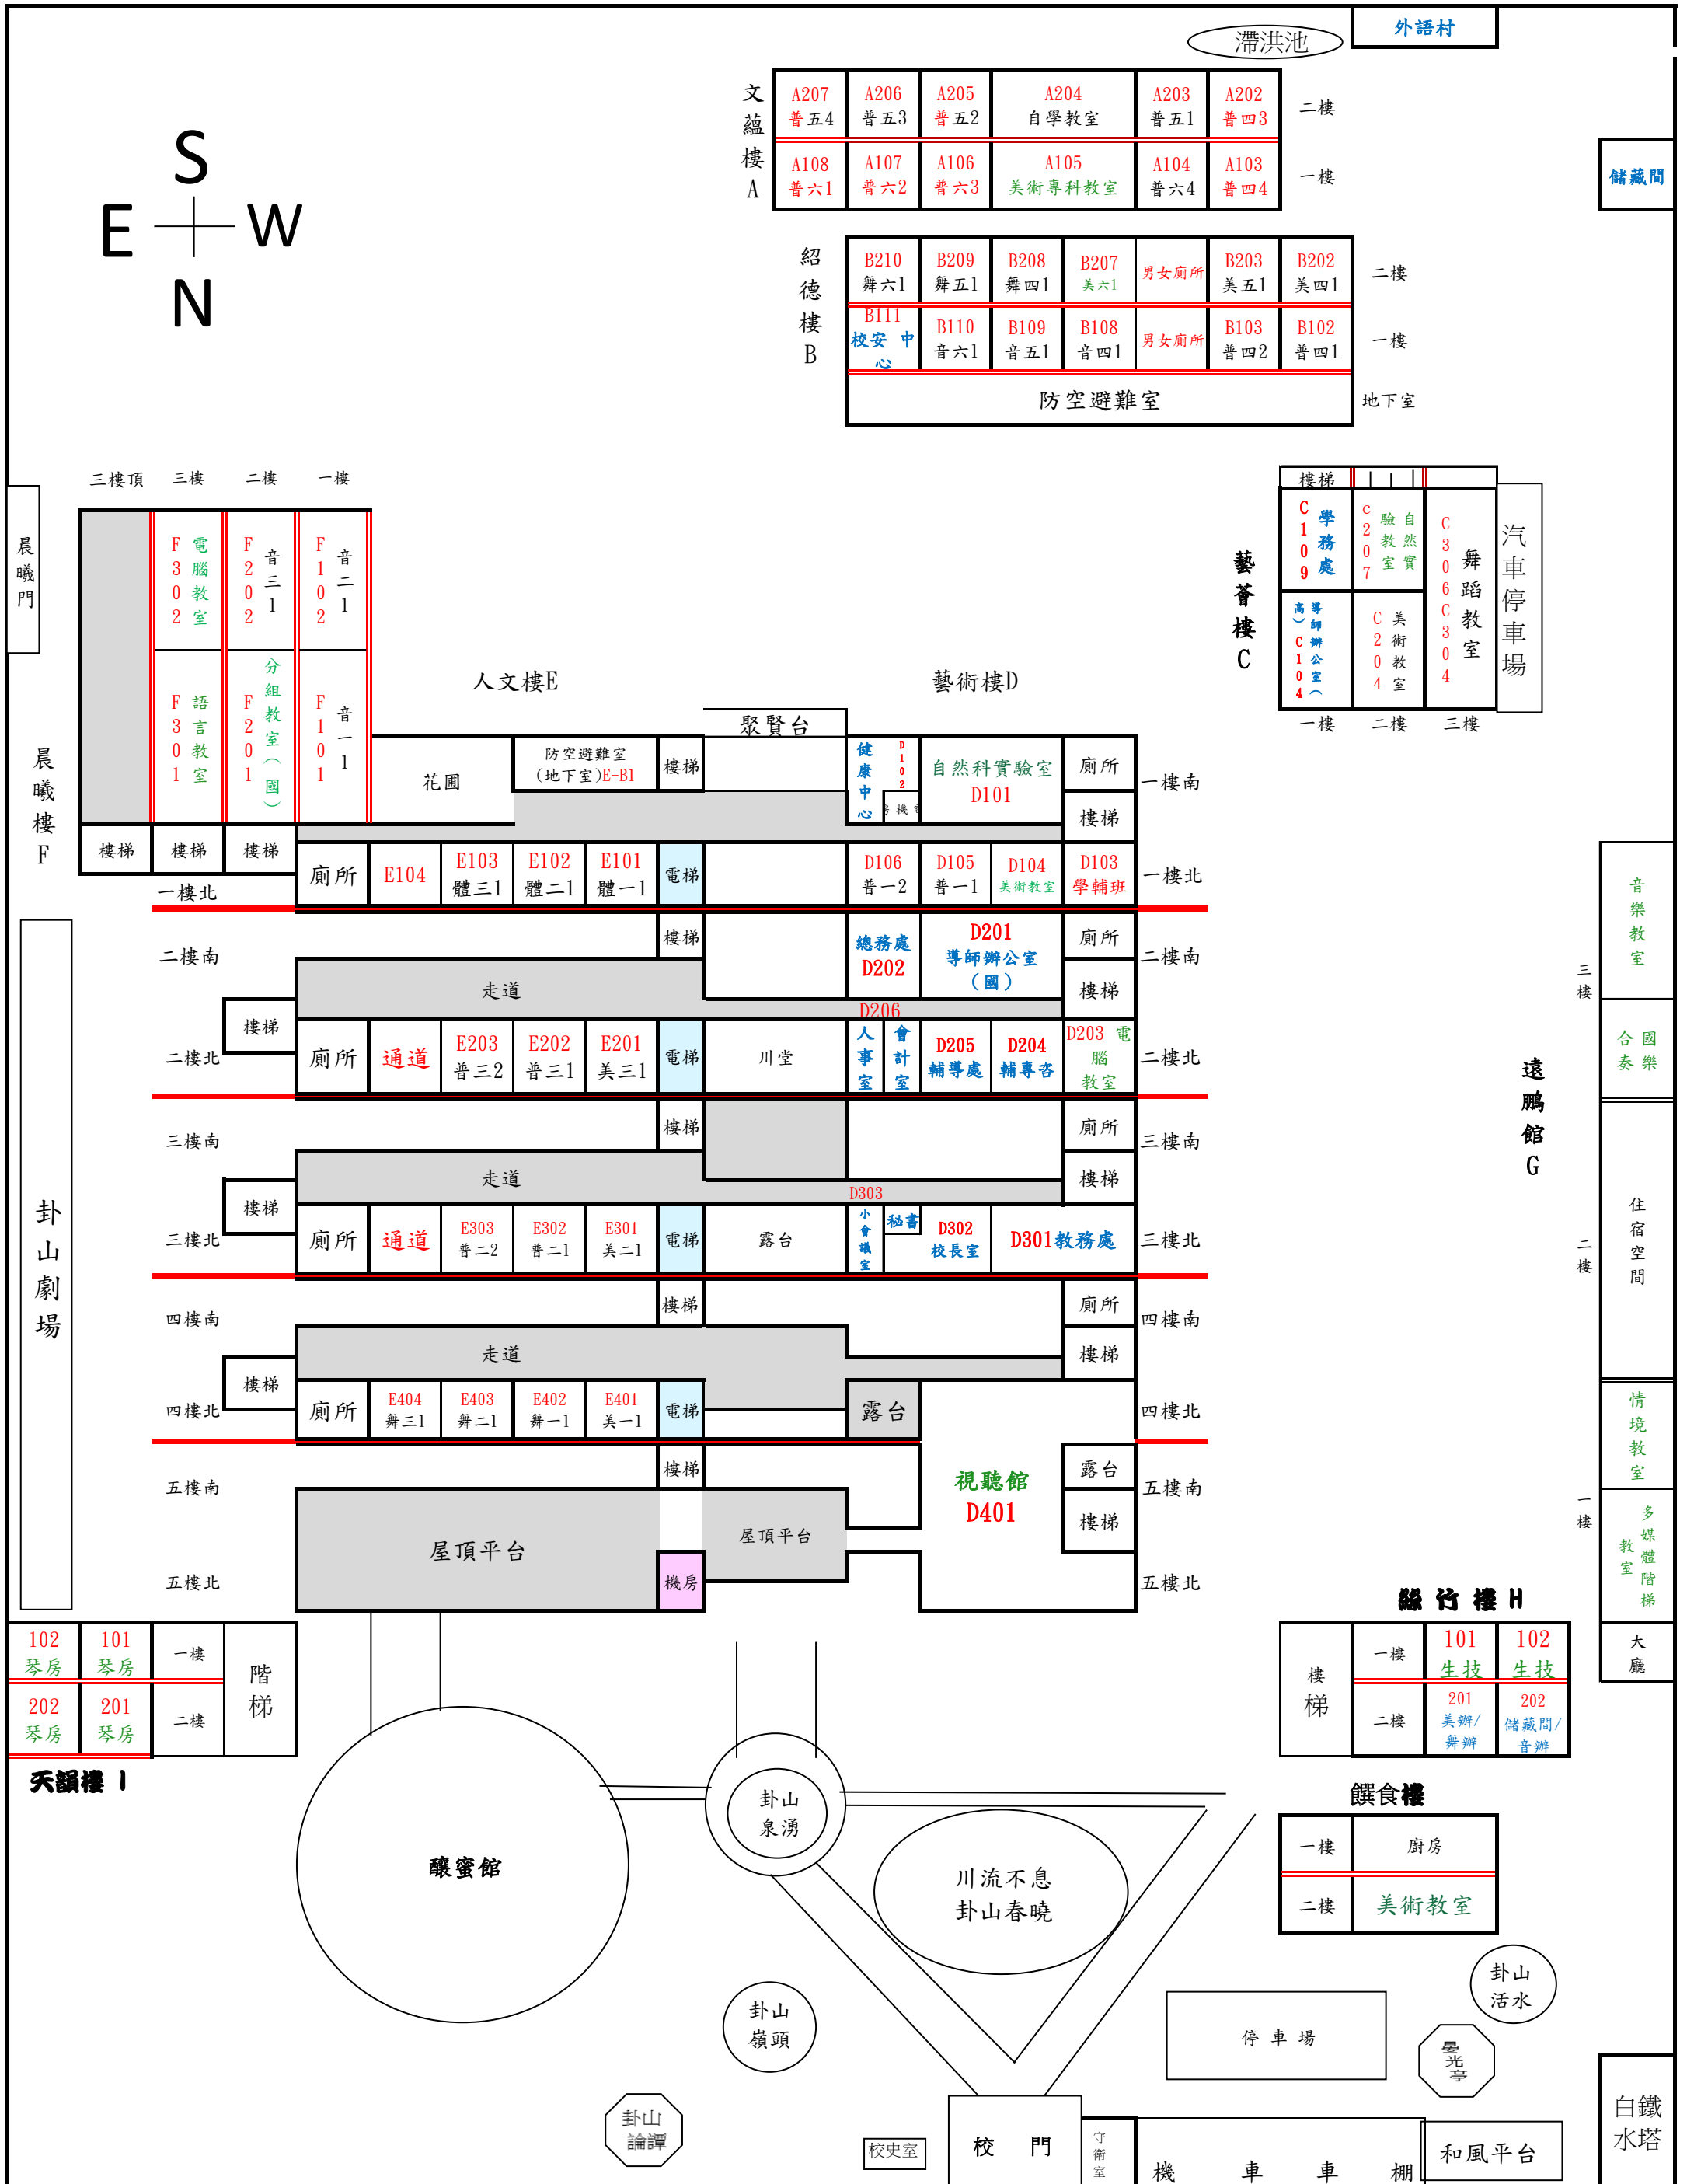 外語村
滯洪池
文蘊樓A
A207 A206 A205 A204 A203 A202
普五4 普五3 普五2 自學教室 普五1 普四3
二樓
A108 A107 A106 A105 A104 A103
普六1 普六2 普六3 美術專科教室 普六4 普四4
一樓
儲藏間
S
E W
N
紹德樓B
B210 B209 B208 B207 男女廁所 B203 B202
舞六1 舞五1 舞四1 美六1 美五1 美四1
二樓
B111 B110 B109 B108 男女廁所 B103 B102
校安 中心 音六1 音五1 音四1 普四2 普四1
一樓
防空避難室
地下室
三樓頂 三樓 二樓 一樓
晨曦門
F302 電腦教室
F202 音三1
F102 音二1
F301 語言教室
F201 分組教室(國)
F101 音一1
晨曦樓F
樓梯 樓梯 樓梯
藝薈樓C
樓梯
C109 學務處
c207 自然實驗教室
C306C304 舞蹈教室
導師辦公室(高) C104
C204 美術教室
汽車停車場
一樓 二樓 三樓
人文樓E
藝術樓D
聚賢台
花圃
防空避難室
(地下室)E-B1
樓梯
健康中心
D102
自然科實驗室
D101
廁所
樓梯
一樓南
一樓北
廁所 E104 E103 E102 E101 電梯 D106 D105 D104 D103
體三1 體二1 體一1 普一2 普一1 美術教室 學輔班
一樓北
二樓南
樓梯
總務處
D202
D201
導師辦公室
(國)
廁所
二樓南
走道
樓梯
樓梯
D206
二樓北
廁所 通道 E203 E202 E201 電梯 川堂 人事室 會計室 D205 D204 D203 電腦教室
普三2 普三1 美三1 輔導處 輔專咨
二樓北
三樓南
樓梯
廁所
三樓南
走道
樓梯
樓梯
D303
三樓北
廁所 通道 E303 E302 E301 電梯 露台 小會議室 秘書 D302 D301教務處
普二2 普二1 美二1 校長室
三樓北
四樓南
樓梯
廁所
四樓南
走道
樓梯
樓梯
四樓北
廁所 E404 E403 E402 E401 電梯 露台
舞三1 舞二1 舞一1 美一1
四樓北
五樓南
樓梯
視聽館
D401
露台
五樓南
屋頂平台
屋頂平台
樓梯
五樓北
機房
五樓北
卦山劇場
音樂教室
三樓
國樂合奏
遠鵬館G
住宿空間
二樓
情境教室
一樓
多媒體階梯教室
大廳
102 101 一樓
琴房 琴房
階梯
202 201 二樓
琴房 琴房
天韻樓 I
絲竹樓H
樓梯
一樓 101 102
生技 生技
二樓 201 202
美辦/ 儲藏間/
舞辦 音辦
饌食樓
一樓 廚房
二樓 美術教室
釀蜜館
卦山
泉湧
川流不息
卦山春曉
卦山
嶺頭
卦山
活水
停車場
晷光亭
卦山
論譚
校史室
校門
守衛室
機車車棚
和風平台
白鐵
水塔